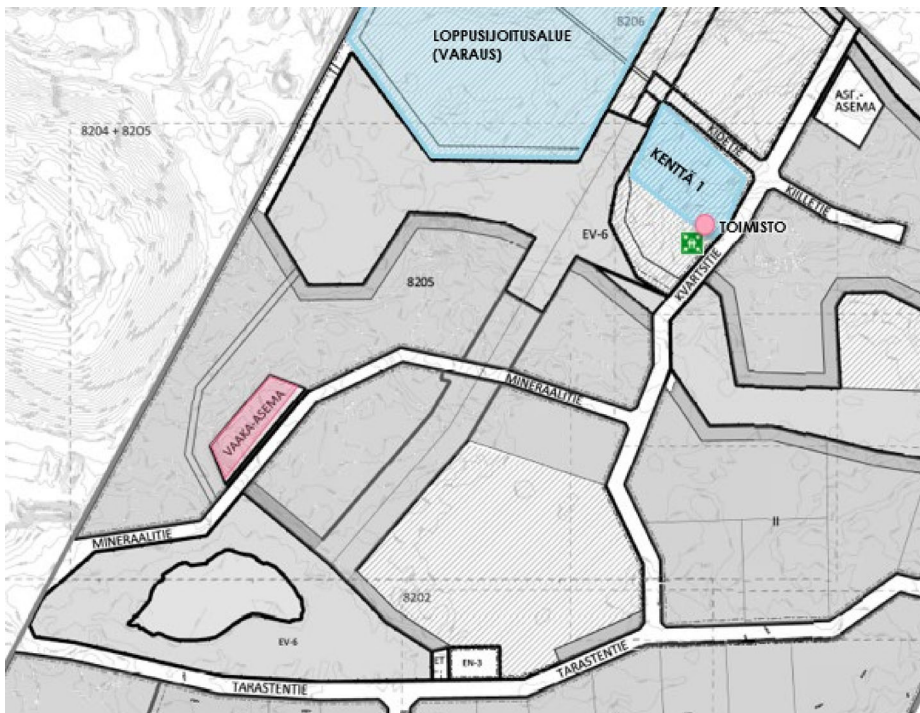 LOPPUSIJOITUSALUE
(VARAUS)
8206
8204 + 8205
ASF.-
ASEMA
KIDETIE
KENTTÄ 1
KIILLETIE
TOIMISTO
EV-6
KVARTSITIE
8205
MINERAALITIE
VAAKA-ASEMA
MINERAALITIE
II
8202
EV-6
ET
EN-3
TARASTENTIE
TARASTENTIE